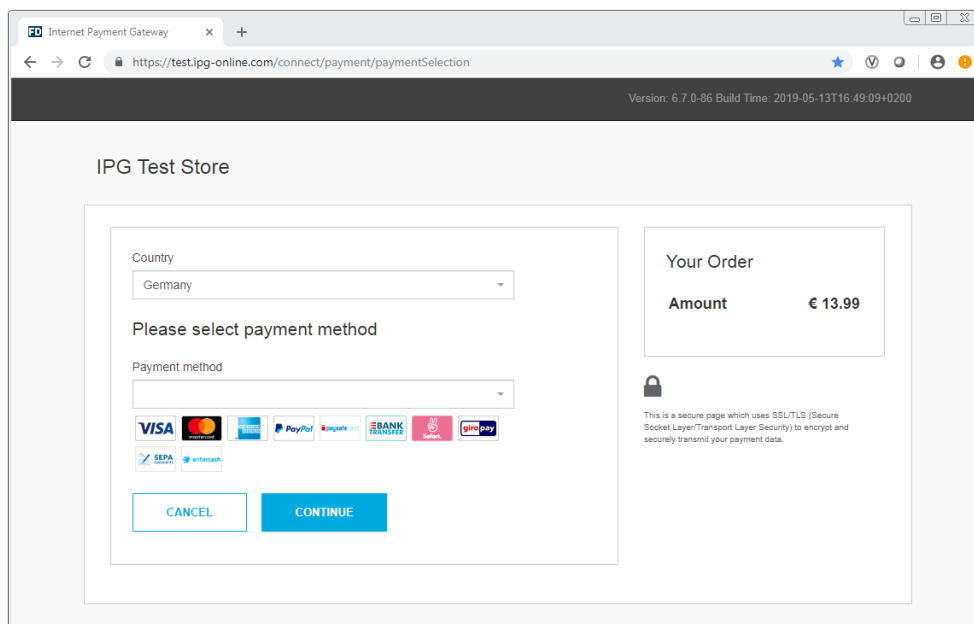 FD Internet Payment Gateway
https://test.ipg-online.com/connect/payment/paymentSelection
Version: 6.7.0-86 Build Time: 2019-05-13T16:49:09+0200
IPG Test Store
Country
Germany
Please select payment method
Payment method
VISA
mastercard
PayPal
paysafecard
BANK
TRANSFER
Sofort.
giropay
SEPA
entercash
CANCEL
CONTINUE
Your Order
Amount € 13.99
This is a secure page which uses SSL/TLS (Secure
Socket Layer/Transport Layer Security) to encrypt and
securely transmit your payment data.